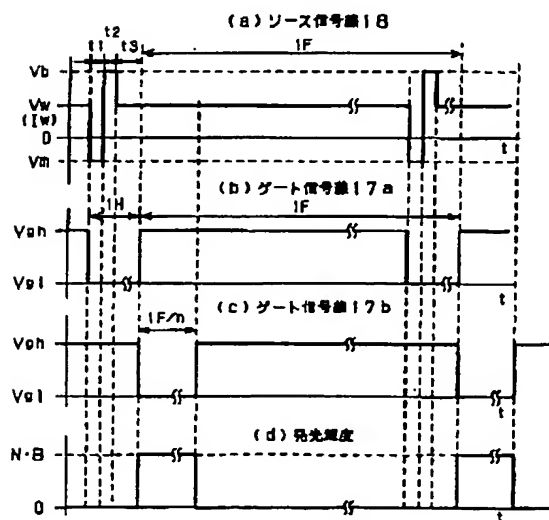 (a) ソース信号線18
t1 t2 t3 1F
Vb
Vw
(Iw)
0
Vm
t
(b) ゲート信号線17a
1H 1F
Vgh
Vgl
t
(c) ゲート信号線17b
1F/n
Vgh
Vgl
t
(d) 発光輝度
N·B
0
t